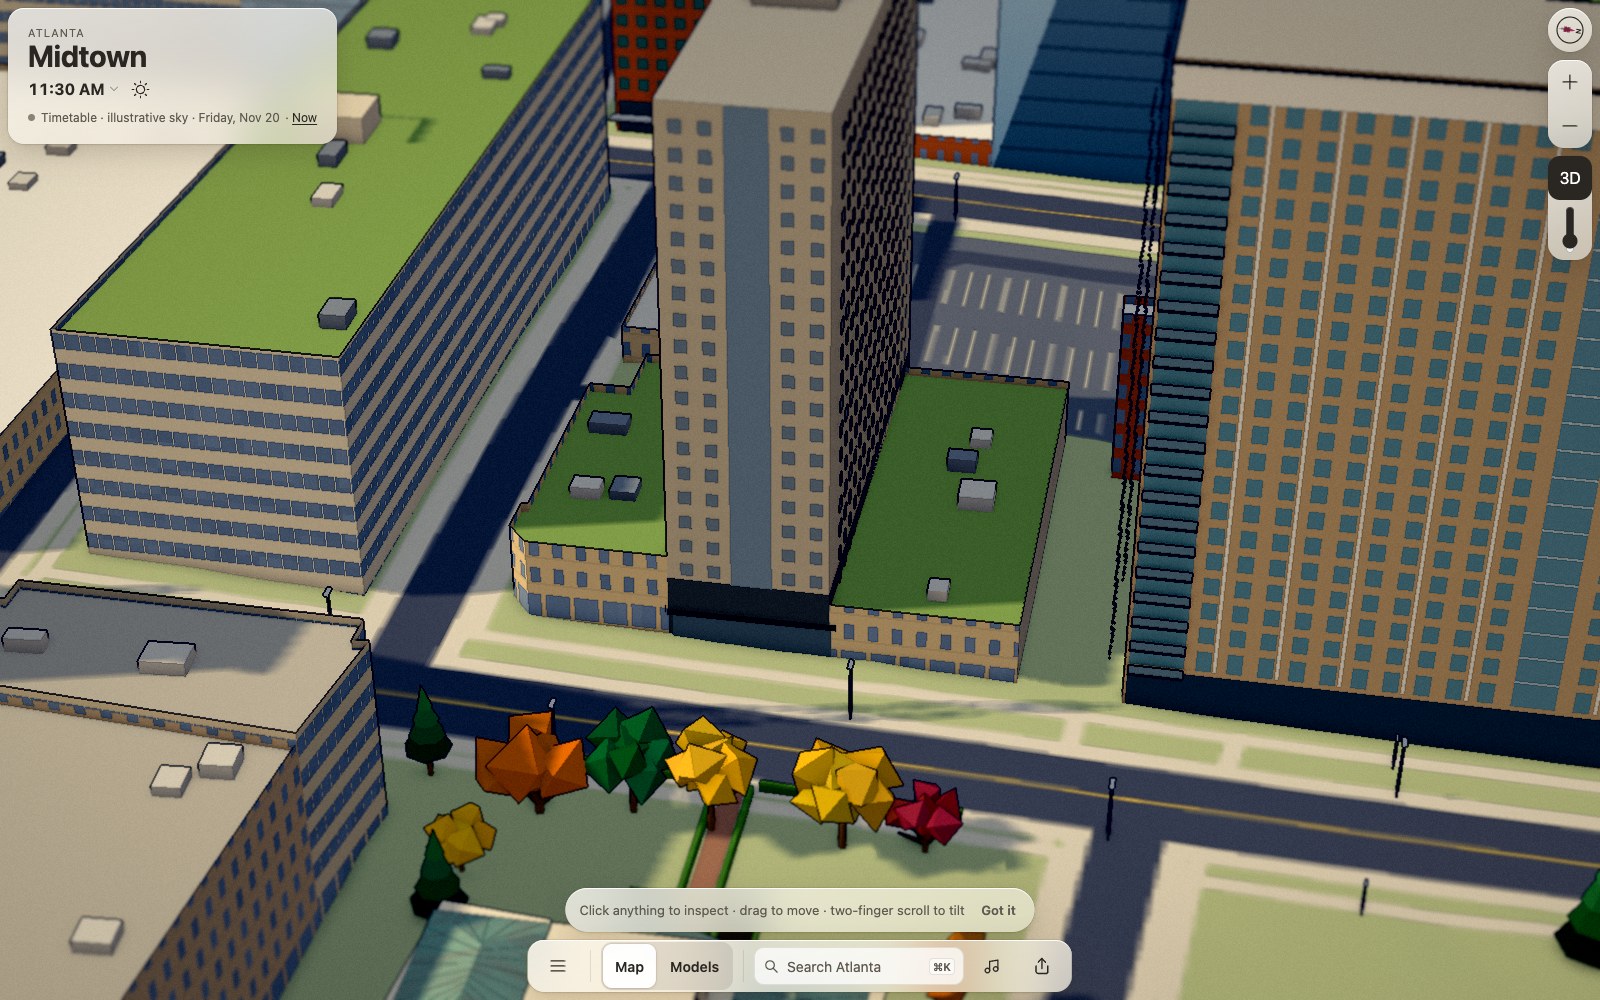 ATLANTA
Midtown
11:30 AM
Timetable · illustrative sky · Friday, Nov 20 · Now
N
3D
Click anything to inspect · drag to move · two-finger scroll to tilt Got it
Map Models Search Atlanta ⌘K